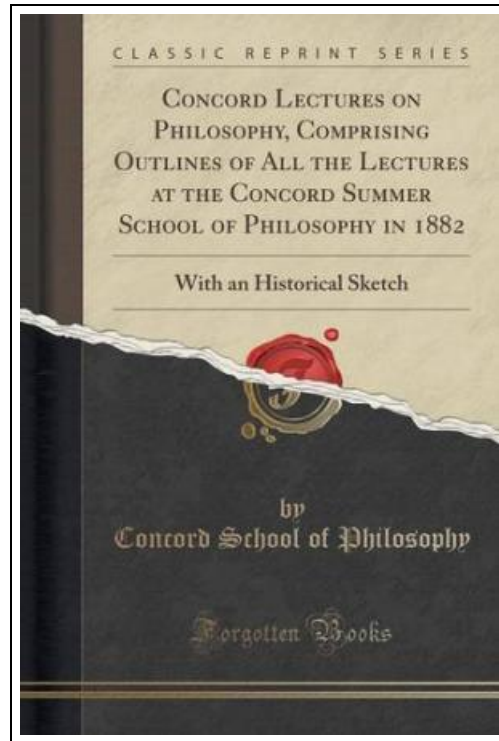 CLASSIC REPRINT SERIES
CONCORD LECTURES ON
PHILOSOPHY, COMPRISING
OUTLINES OF ALL THE LECTURES
AT THE CONCORD SUMMER
SCHOOL OF PHILOSOPHY IN 1882
With an Historical Sketch
by
Concord School of Philosophy
Forgotten Books